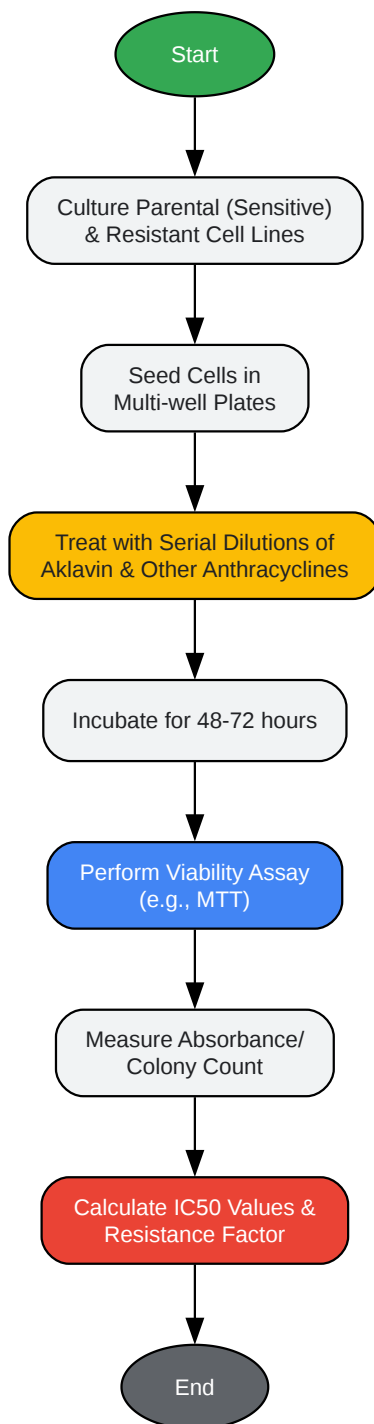 Start
Culture Parental (Sensitive)
& Resistant Cell Lines
Seed Cells in
Multi-well Plates
Treat with Serial Dilutions of
Aklavin & Other Anthracyclines
Incubate for 48-72 hours
Perform Viability Assay
(e.g., MTT)
Measure Absorbance/
Colony Count
Calculate IC50 Values &
Resistance Factor
End